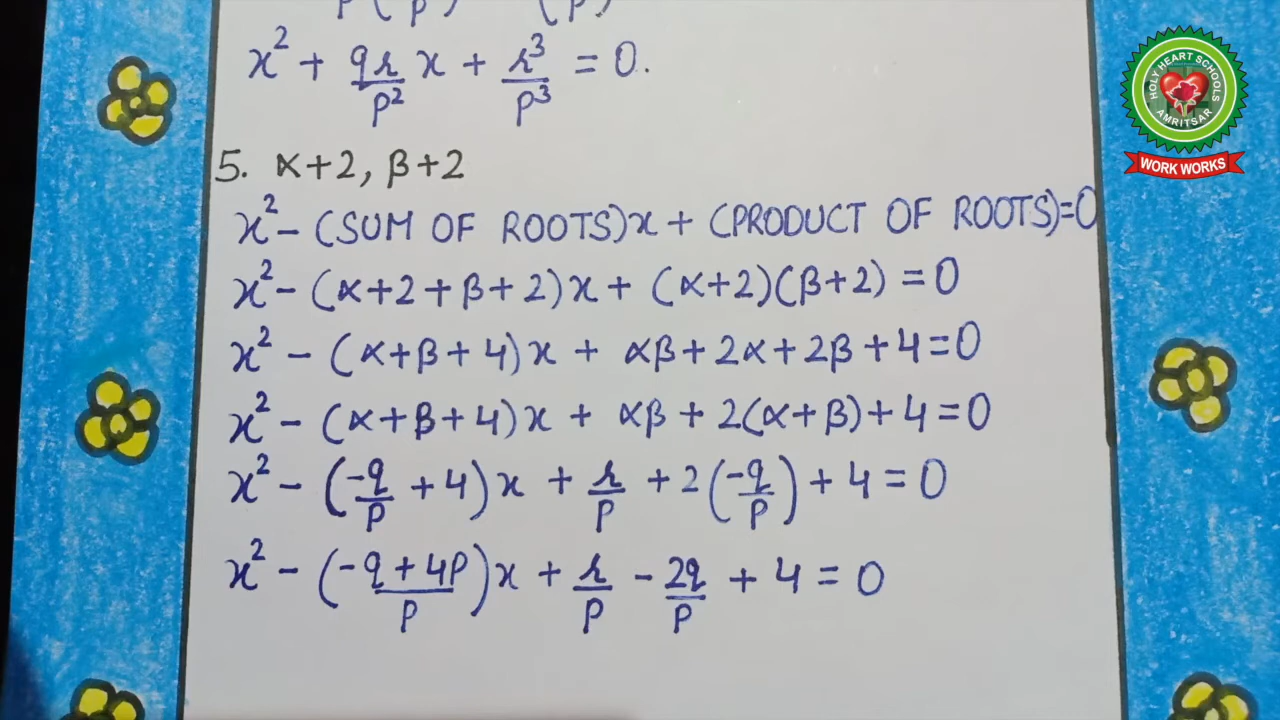 P ( P ) ( P )
x² + qr/p² x + r³/p³ = 0.
5. α+2, β+2
x² - (SUM OF ROOTS)x + (PRODUCT OF ROOTS)=0
x² - (α+2+β+2)x + (α+2)(β+2) = 0
x² - (α+β+4)x + αβ+2α+2β+4=0
x² - (α+β+4)x + αβ + 2(α+β)+4=0
x² - (-q/p + 4)x + r/p + 2(-q/p) + 4 = 0
x² - (-q+4p/p)x + r/p - 2q/p + 4 = 0
HOLY HEART SCHOOLS
AMRITSAR
WORK WORKS